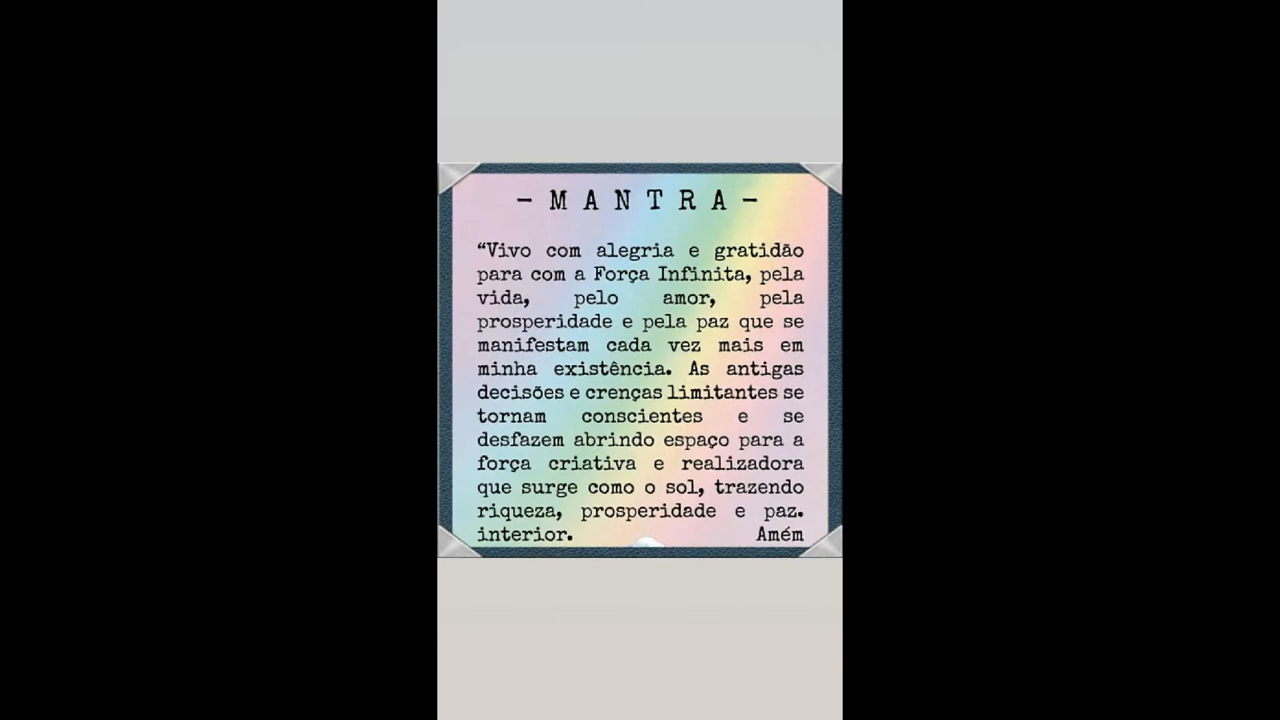 - M A N T R A -
“Vivo com alegria e gratidão
para com a Força Infinita, pela
vida, pelo amor, pela
prosperidade e pela paz que se
manifestam cada vez mais em
minha existência. As antigas
decisões e crenças limitantes se
tornam conscientes e se
desfazem abrindo espaço para a
força criativa e realizadora
que surge como o sol, trazendo
riqueza, prosperidade e paz.
interior. Amém